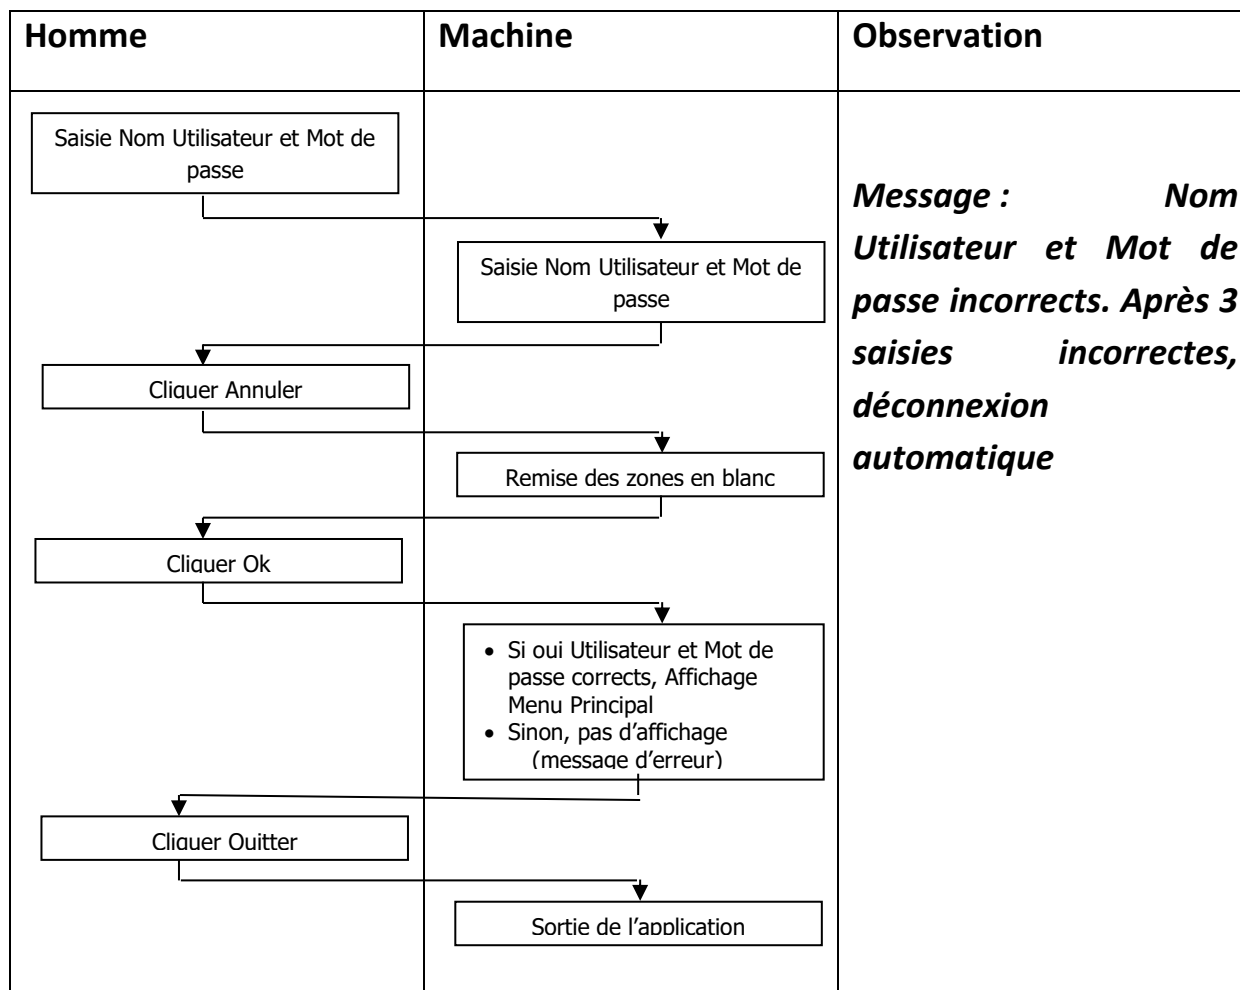 Homme
Machine
Observation
Saisie Nom Utilisateur et Mot de
passe
Saisie Nom Utilisateur et Mot de
passe
Cliquer Annuler
Remise des zones en blanc
Cliquer Ok
• Si oui Utilisateur et Mot de
passe corrects, Affichage
Menu Principal
• Sinon, pas d’affichage
(message d’erreur)
Cliquer Quitter
Sortie de l’application
Message : Nom
Utilisateur et Mot de
passe incorrects. Après 3
saisies incorrectes,
déconnexion
automatique